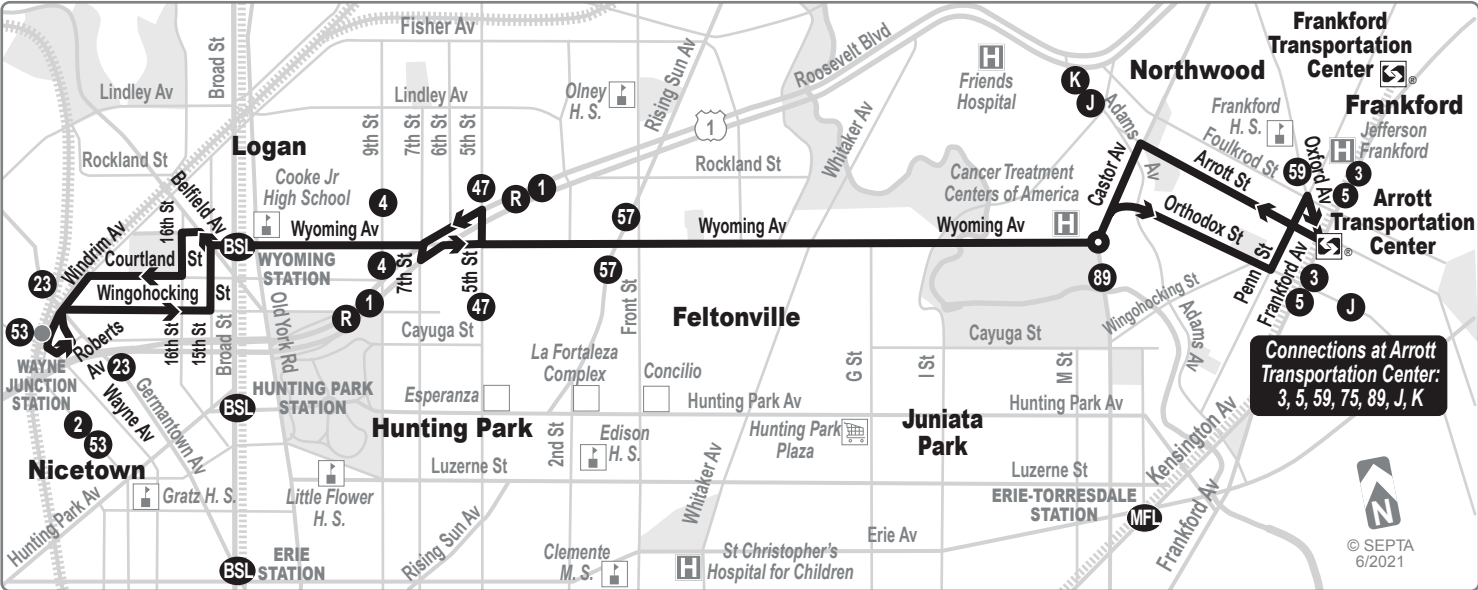 Fisher Av
Broad St
Lindley Av
Lindley Av
Rockland St
Logan
Cooke Jr
High School
9th St
7th St
6th St
5th St
Olney
H. S.
Rising Sun Av
Roosevelt Blvd
1
Rockland St
Whitaker Av
H
Friends
Hospital
K
J
Adams
Av
Northwood
Frankford
Transportation
Center
®
Frankford
Frankford
H. S.
Foulkrod St
H
Jefferson
Frankford
59
Oxford Av
3
5
Arrott
Transportation
Center
®
Cancer Treatment
Centers of America
H
Castor Av
Arrott St
Orthodox St
Penn St
Frankford Av
3
5
J
Belfield Av
16th St
Windrim Av
Courtland
St
Wingohocking
St
BSL
Wyoming Av
WYOMING
STATION
4
4
7th St
5th St
47
47
R
1
R
1
57
57
Wyoming Av
Wyoming Av
89
23
53
WAYNE
JUNCTION
STATION
Roberts
Av
23
16th St
15th St
Broad St
Old York Rd
Germantown Av
Wayne Av
2
53
Nicetown
Hunting Park Av
Gratz H. S.
BSL
HUNTING PARK
STATION
Cayuga St
Front St
Feltonville
La Fortaleza
Complex
Concilio
Esperanza
Hunting Park
Hunting Park Av
2nd St
Edison
H. S.
Luzerne St
Little Flower
H. S.
BSL
ERIE
STATION
Rising Sun Av
Clemente
M. S.
Whitaker Av
H
St Christopher's
Hospital for Children
Hunting Park
Plaza
G St
I St
M St
Cayuga St
Wingohocking St
Adams Av
Juniata
Park
Hunting Park Av
Luzerne St
Erie Av
ERIE-TORRESDALE
STATION
MFL
Kensington Av
Frankford Av
Connections at Arrott
Transportation Center:
3, 5, 59, 75, 89, J, K
N
© SEPTA
6/2021